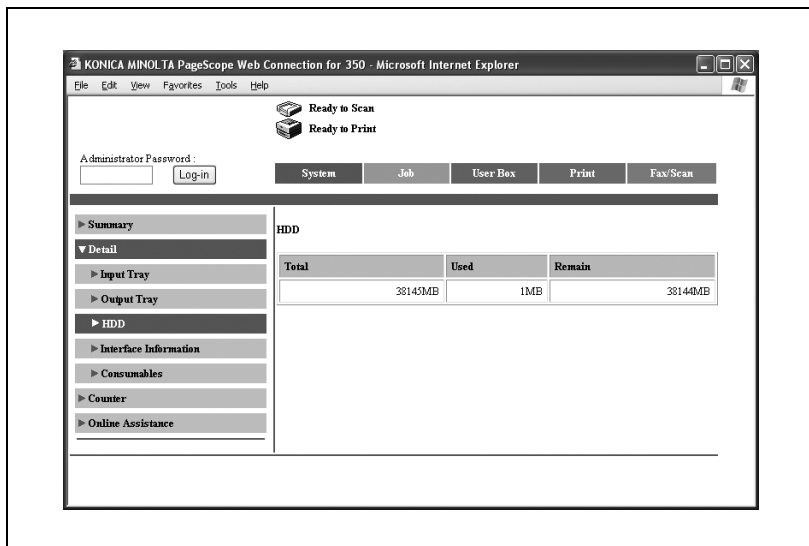 KONICA MINOLTA PageScope Web Connection for 350 - Microsoft Internet Explorer
File Edit View Favorites Tools Help
Ready to Scan
Ready to Print
Administrator Password :
Log-in
System Job User Box Print Fax/Scan
Summary
Detail
Input Tray
Output Tray
HDD
Interface Information
Consumables
Counter
Online Assistance
HDD
Total Used Remain
38145MB 1MB 38144MB